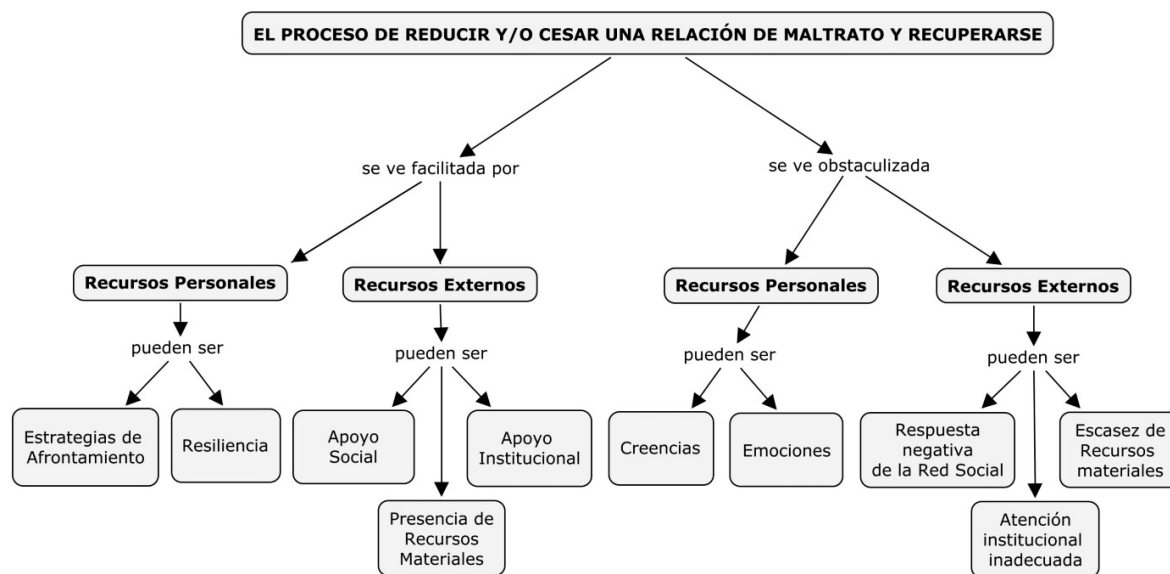 EL PROCESO DE REDUCIR Y/O CESAR UNA RELACIÓN DE MALTRATO Y RECUPERARSE
se ve facilitada por
se ve obstaculizada
Recursos Personales
Recursos Externos
Recursos Personales
Recursos Externos
pueden ser
pueden ser
pueden ser
pueden ser
Estrategias de
Afrontamiento
Resiliencia
Apoyo
Social
Apoyo
Institucional
Presencia de
Recursos
Materiales
Creencias
Emociones
Respuesta
negativa
de la Red Social
Escasez de
Recursos
materiales
Atención
institucional
inadecuada